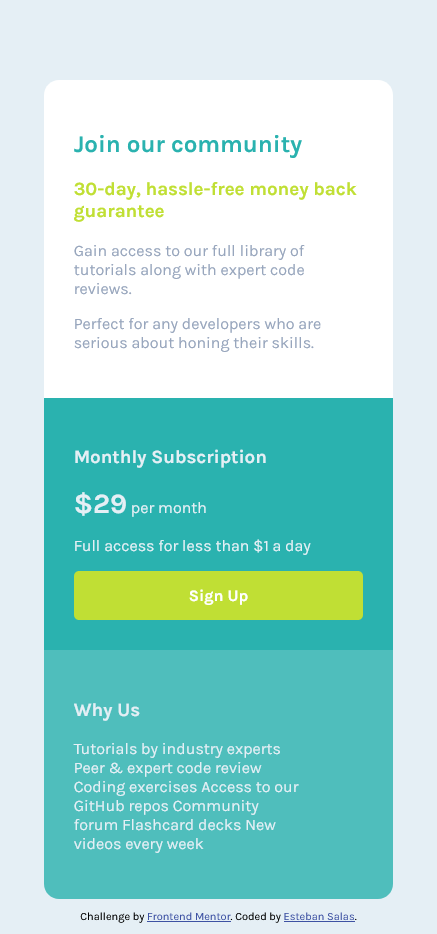 Join our community
30-day, hassle-free money back
guarantee
Gain access to our full library of
tutorials along with expert code
reviews.
Perfect for any developers who are
serious about honing their skills.
Monthly Subscription
$29 per month
Full access for less than $1 a day
Sign Up
Why Us
Tutorials by industry experts
Peer & expert code review
Coding exercises Access to our
GitHub repos Community
forum Flashcard decks New
videos every week
Challenge by Frontend Mentor. Coded by Esteban Salas.